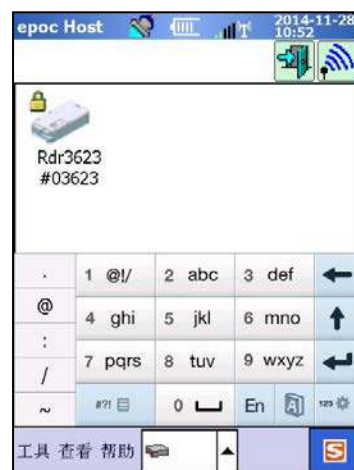 epoc Host 2014-11-28
10:52
Rdr3623
#03623
. 1 @!/ 2 abc 3 def
@ 4 ghi 5 jkl 6 mno
:
/ 7 pqrs 8 tuv 9 wxyz
~ #?! 0 En 123
工具 查看 帮助 S